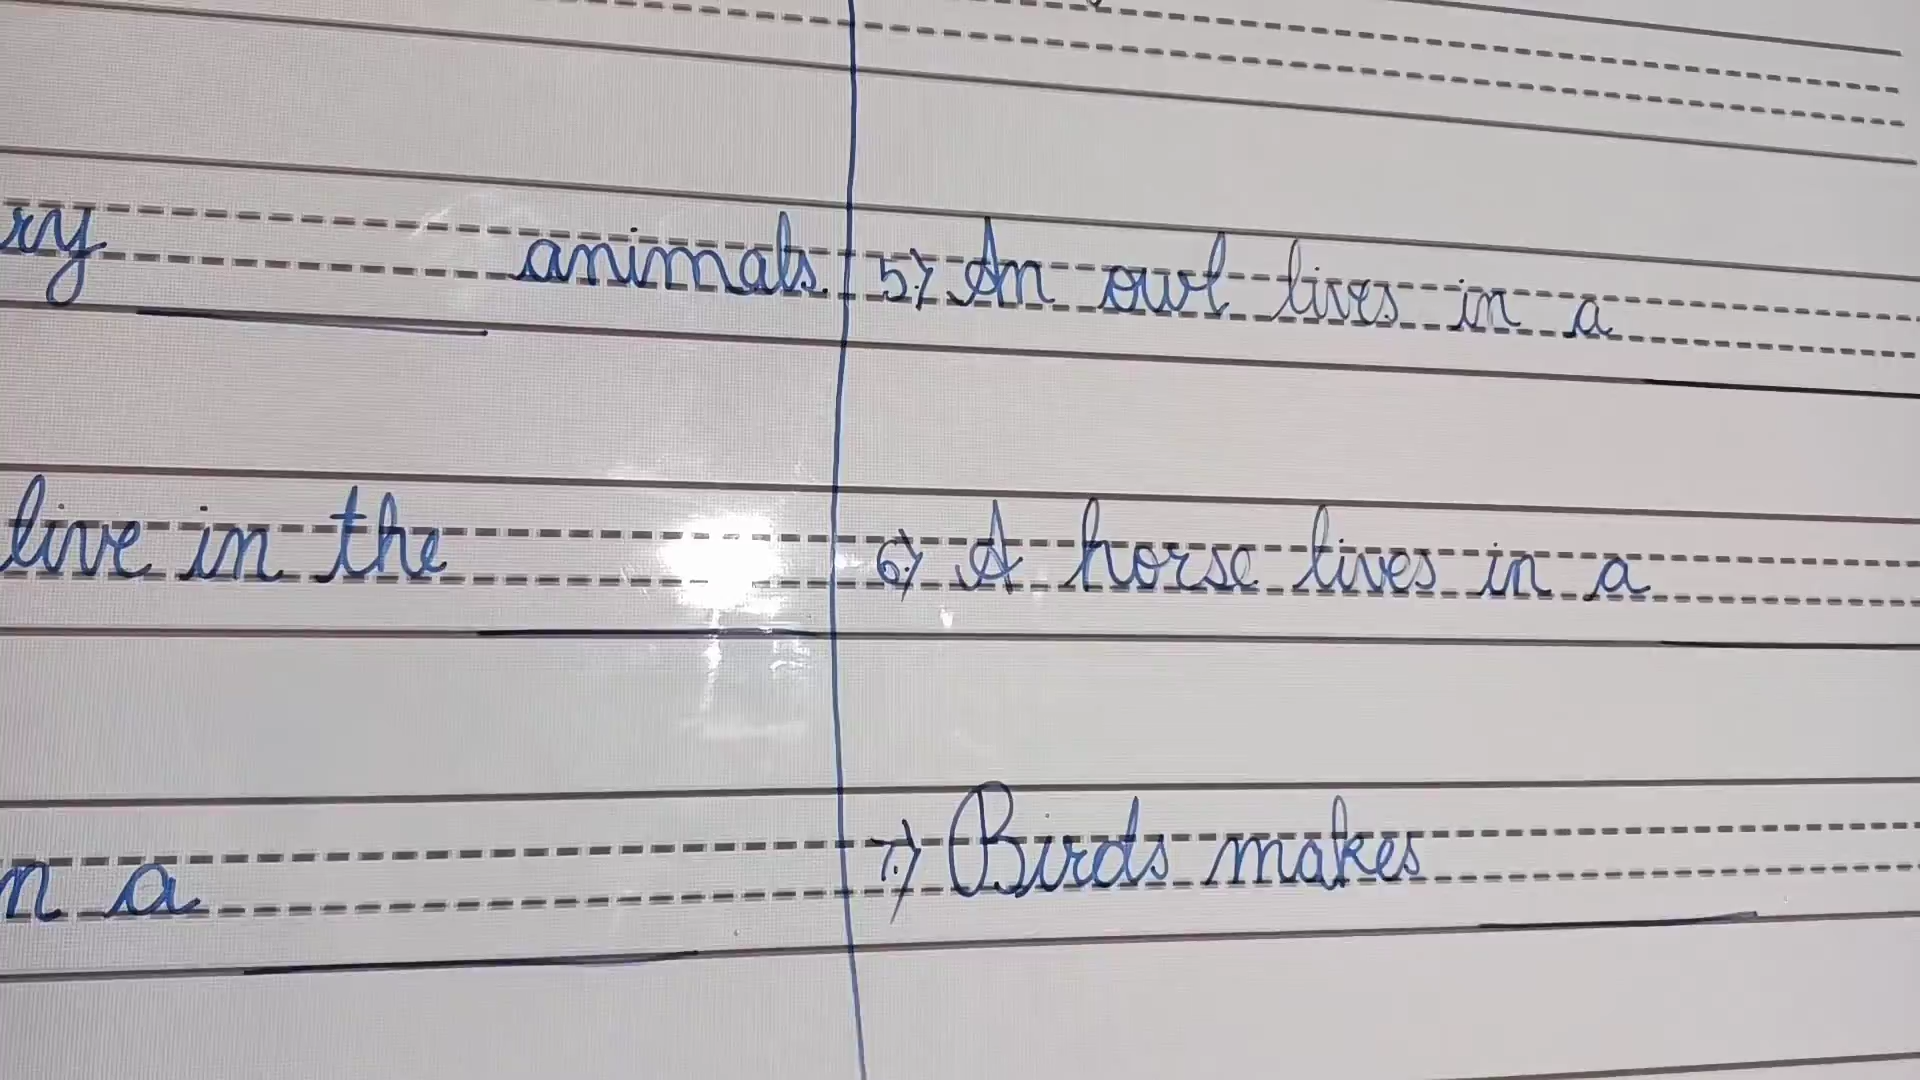 ry animals.
live in the
n a
5.) An owl lives in a
6.) A horse lives in a
7.) Birds makes